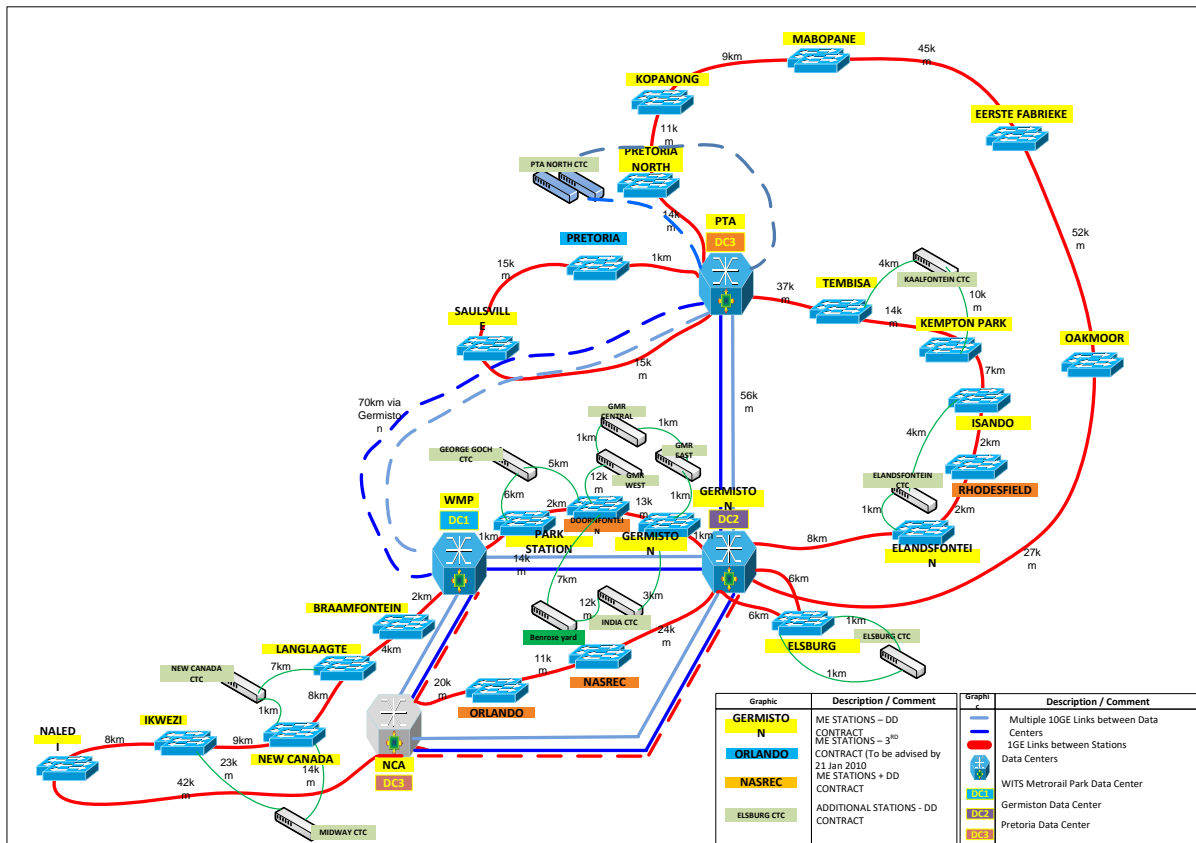 MABOPANE
9km
45k
m
KOPANONG
EERSTE FABRIEKE
11k
m
PRETORIA
NORTH
PTA NORTH CTC
14k
m
PTA
DC3
52k
m
PRETORIA
1km
15k
m
KAALFONTEIN CTC
4km
10k
m
TEMBISA
37k
m
14k
m
KEMPTON PARK
SAULSVILL
E
OAKMOOR
15k
m
7km
70km via
Germisto
n
56k
m
ISANDO
GMR
CENTRAL
1km
1km
4km
2km
GEORGE GOCH
CTC
5km
GMR
EAST
GMR
WEST
12k
m
ELANDSFONTEIN
CTC
RHODESFIELD
6km
1km
1km
2km
WMP
DC1
2km
13k
m
GERMISTO
N
DC2
DOORNFONTE
IN
1km
PARK
STATION
GERMISTO
N
1km
8km
ELANDSFONTEI
N
14k
m
27k
m
7km
6km
BRAAMFONTEIN
2km
12k
m
3km
INDIA CTC
Benrose yard
24k
m
6km
1km
ELSBURG
ELSBURG CTC
1km
LANGLAAGTE
4km
NEW CANADA
CTC
7km
11k
m
NASREC
1km
8km
20k
m
ORLANDO
NALED
I
IKWEZI
8km
9km
NEW CANADA
23k
m
14k
m
42k
m
NCA
DC3
MIDWAY CTC
Graphic
Description / Comment
GERMISTO
N
ME STATIONS – DD
CONTRACT
ORLANDO
ME STATIONS – 3RD
CONTRACT (To be advised by
21 Jan 2010
NASREC
ME STATIONS + DD
CONTRACT
ELSBURG CTC
ADDITIONAL STATIONS - DD
CONTRACT
Graphi
c
Description / Comment
Multiple 10GE Links between Data
Centers
1GE Links between Stations
Data Centers
WITS Metrorail Park Data Center
DC1
Germiston Data Center
DC2
Pretoria Data Center
DC3